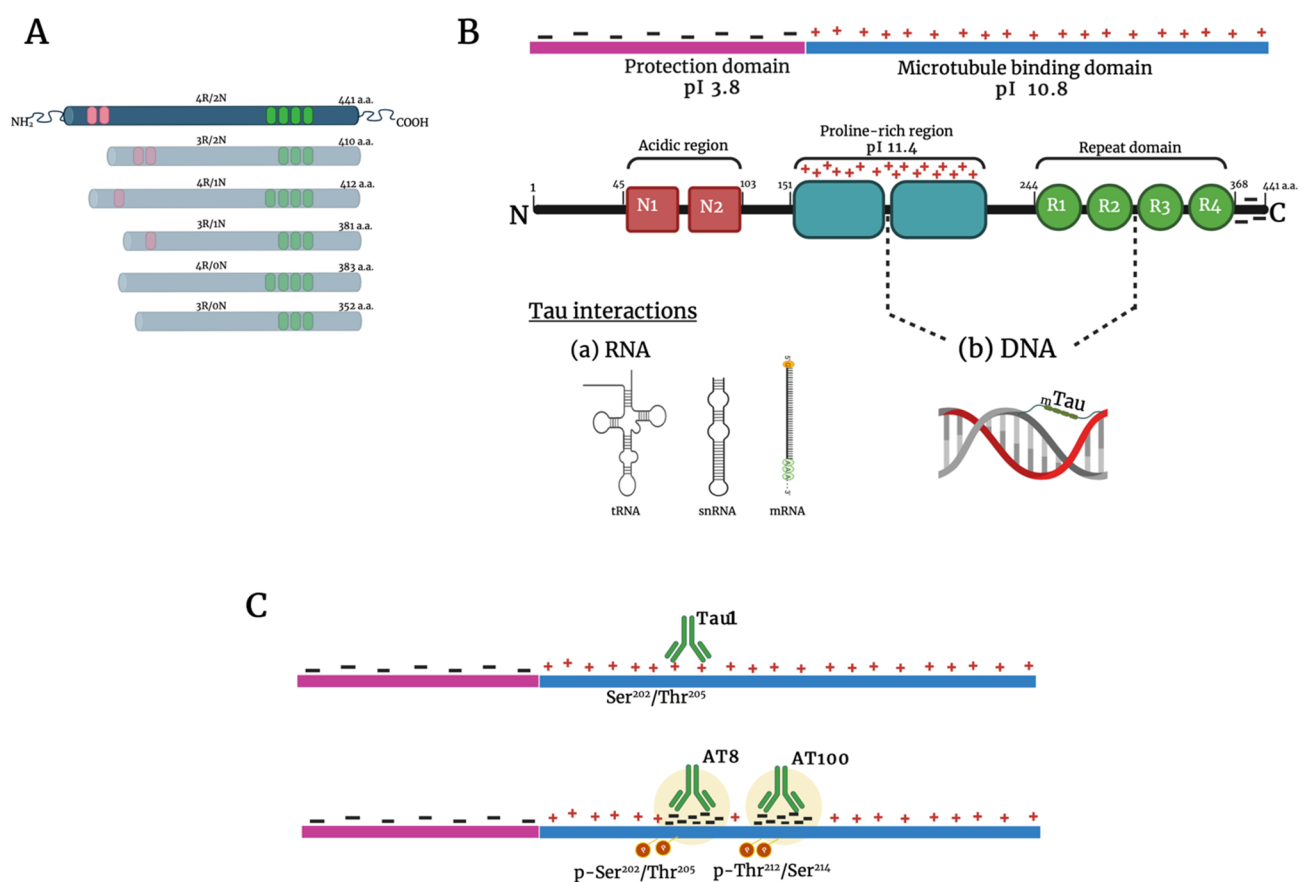 A
4R/2N
441 a.a.
NH₂
COOH
3R/2N
410 a.a.
4R/1N
412 a.a.
3R/1N
381 a.a.
4R/0N
383 a.a.
3R/0N
352 a.a.
B
Protection domain
pI 3.8
Microtubule binding domain
pI 10.8
Acidic region
Proline-rich region
pI 11.4
Repeat domain
1
45
103
151
244
368
441 a.a.
N
N1
N2
R1
R2
R3
R4
C
Tau interactions
(a) RNA
(b) DNA
5'
3'
tRNA
snRNA
mRNA
mTau
C
Tau1
Ser²⁰²/Thr²⁰⁵
AT8
AT100
P
P
P
P
p-Ser²⁰²/Thr²⁰⁵
p-Thr²¹²/Ser²¹⁴